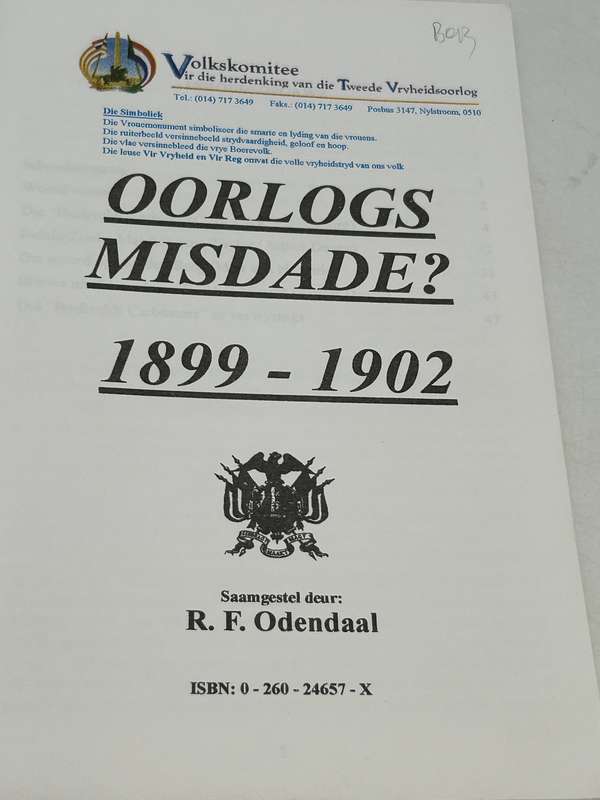 BOB
Volkskomitee
Vir die herdenking van die Tweede Vryheidsoorlog
Tel.: (014) 717 3649 Faks.: (014) 717 3649 Posbus 3147, Nylstroom, 0510
Die Simboliek
Die Vrouemonument simboliseer die smarte en lyding van die vrouens.
Die ruiterbeeld versinnebeeld strydvaardigheid, geloof en hoop.
Die vlae versinnebleed die vrye Boerevolk.
Die leuse Vir Vryheid en Vir Reg omvat die volle vryheidstryd van ons volk
OORLOGS
MISDADE?
1899 - 1902
Saamgestel deur:
R. F. Odendaal
ISBN: 0 - 260 - 24657 - X